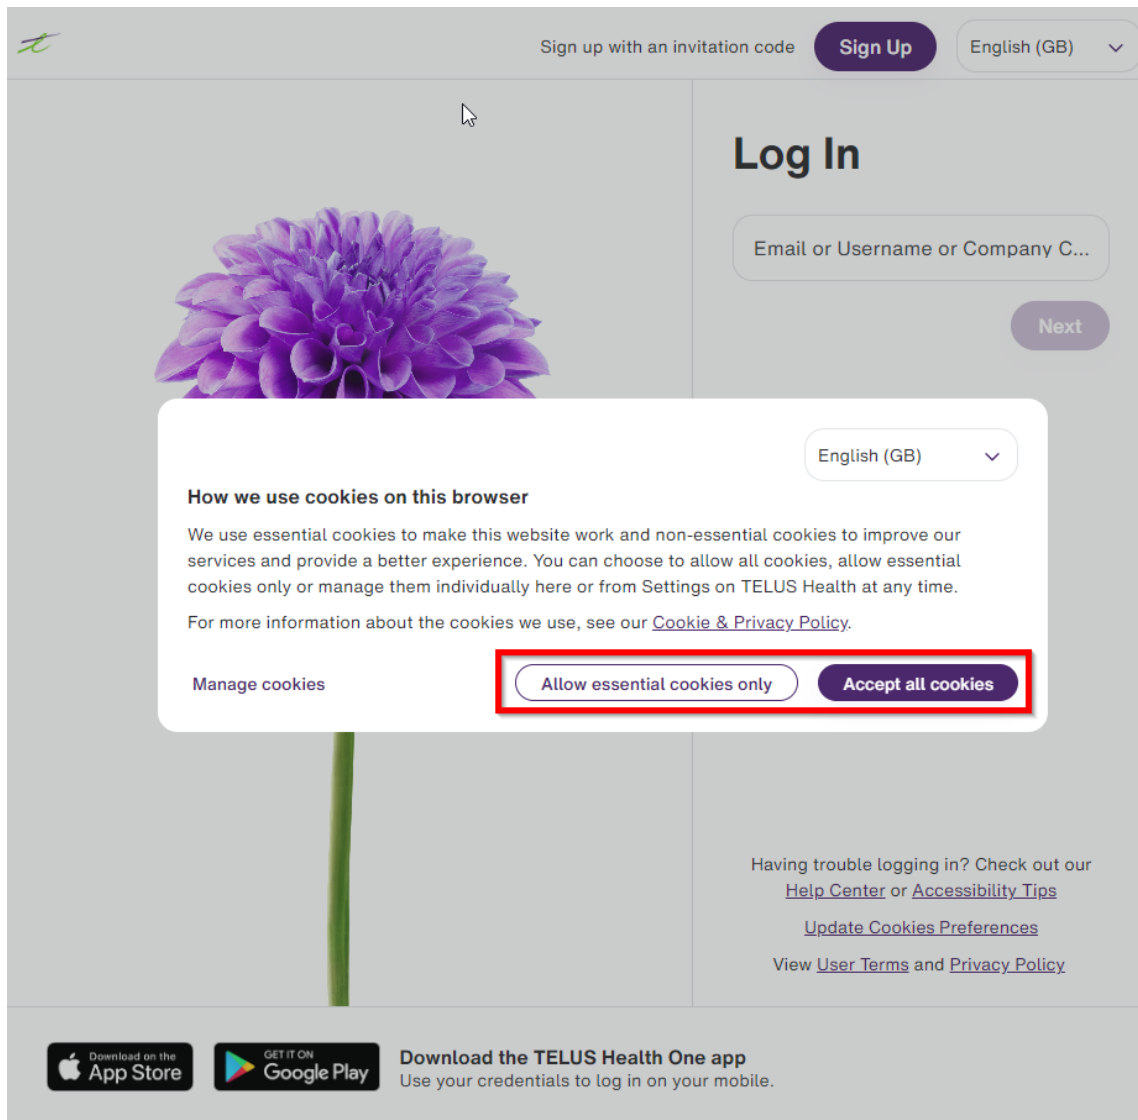 Sign up with an invitation code
Sign Up
English (GB)
Log In
Email or Username or Company C...
Next
English (GB)
How we use cookies on this browser
We use essential cookies to make this website work and non-essential cookies to improve our
services and provide a better experience. You can choose to allow all cookies, allow essential
cookies only or manage them individually here or from Settings on TELUS Health at any time.
For more information about the cookies we use, see our Cookie & Privacy Policy.
Manage cookies
Allow essential cookies only
Accept all cookies
Having trouble logging in? Check out our
Help Center or Accessibility Tips
Update Cookies Preferences
View User Terms and Privacy Policy
Download on the
App Store
GET IT ON
Google Play
Download the TELUS Health One app
Use your credentials to log in on your mobile.